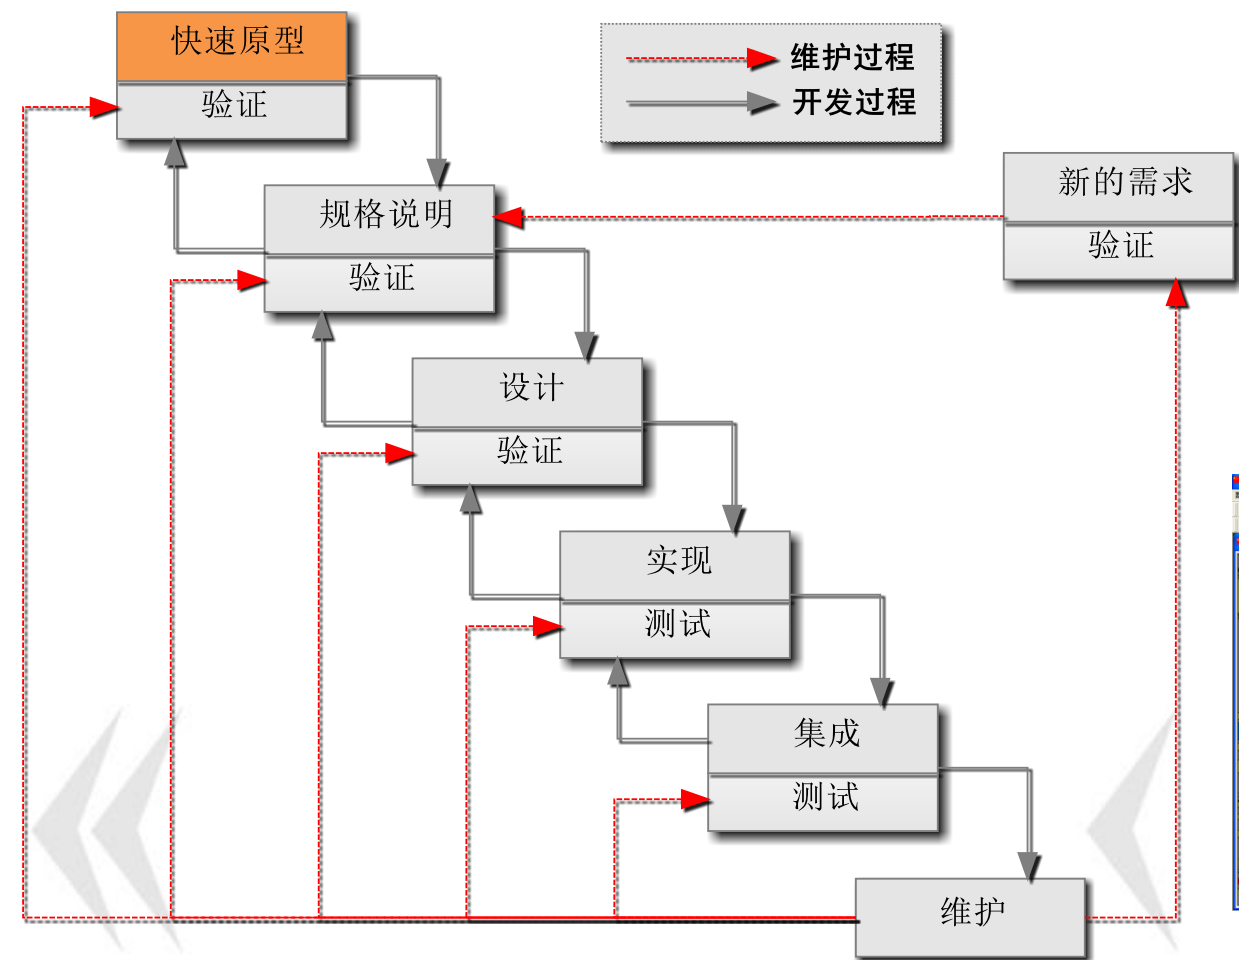 快速原型
验证
维护过程
开发过程
新的需求
验证
规格说明
验证
设计
验证
实现
测试
集成
测试
维护